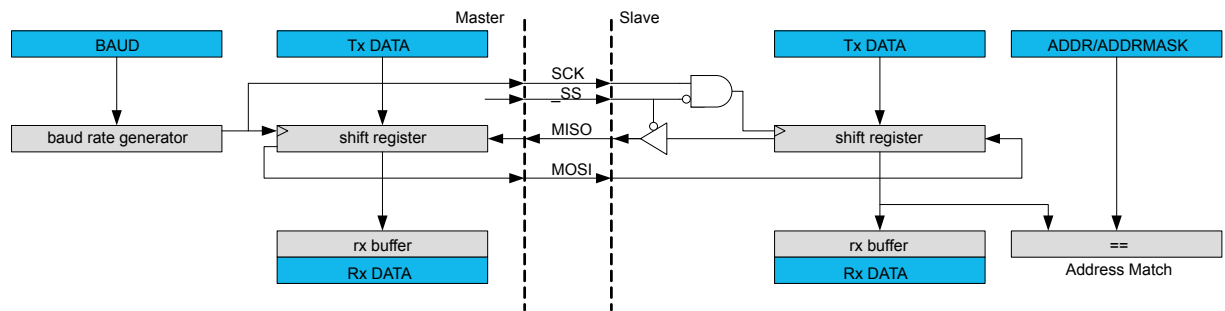 Master
Slave
BAUD
Tx DATA
Tx DATA
ADDR/ADDRMASK
SCK
_SS
baud rate generator
shift register
MISO
shift register
MOSI
rx buffer
rx buffer
==
Rx DATA
Rx DATA
Address Match